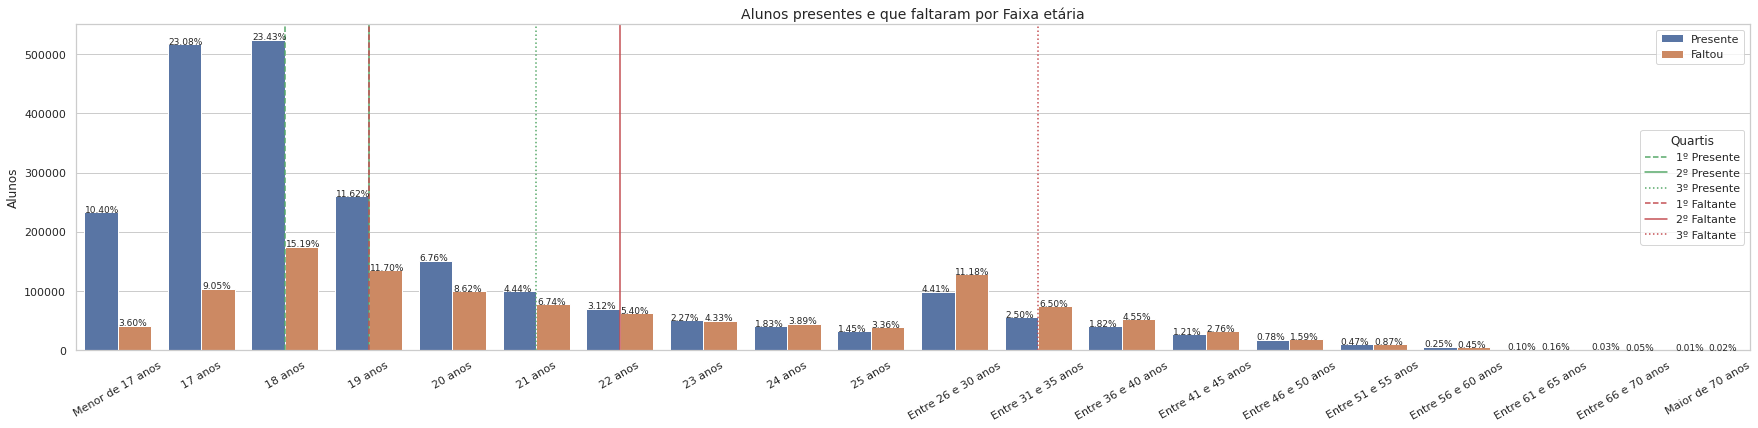 Alunos presentes e que faltaram por Faixa etária
Presente
Faltou
Quartis
1º Presente
2º Presente
3º Presente
1º Faltante
2º Faltante
3º Faltante
Alunos
500000
400000
300000
200000
100000
0
10.40%
3.60%
23.08%
9.05%
23.43%
15.19%
11.62%
11.70%
6.76%
8.62%
4.44%
6.74%
3.12%
5.40%
2.27%
4.33%
1.83%
3.89%
1.45%
3.36%
4.41%
11.18%
2.50%
6.50%
1.82%
4.55%
1.21%
2.76%
0.78%
1.59%
0.47%
0.87%
0.25%
0.45%
0.10%
0.16%
0.03%
0.05%
0.01%
0.02%
Menor de 17 anos
17 anos
18 anos
19 anos
20 anos
21 anos
22 anos
23 anos
24 anos
25 anos
Entre 26 e 30 anos
Entre 31 e 35 anos
Entre 36 e 40 anos
Entre 41 e 45 anos
Entre 46 e 50 anos
Entre 51 e 55 anos
Entre 56 e 60 anos
Entre 61 e 65 anos
Entre 66 e 70 anos
Maior de 70 anos